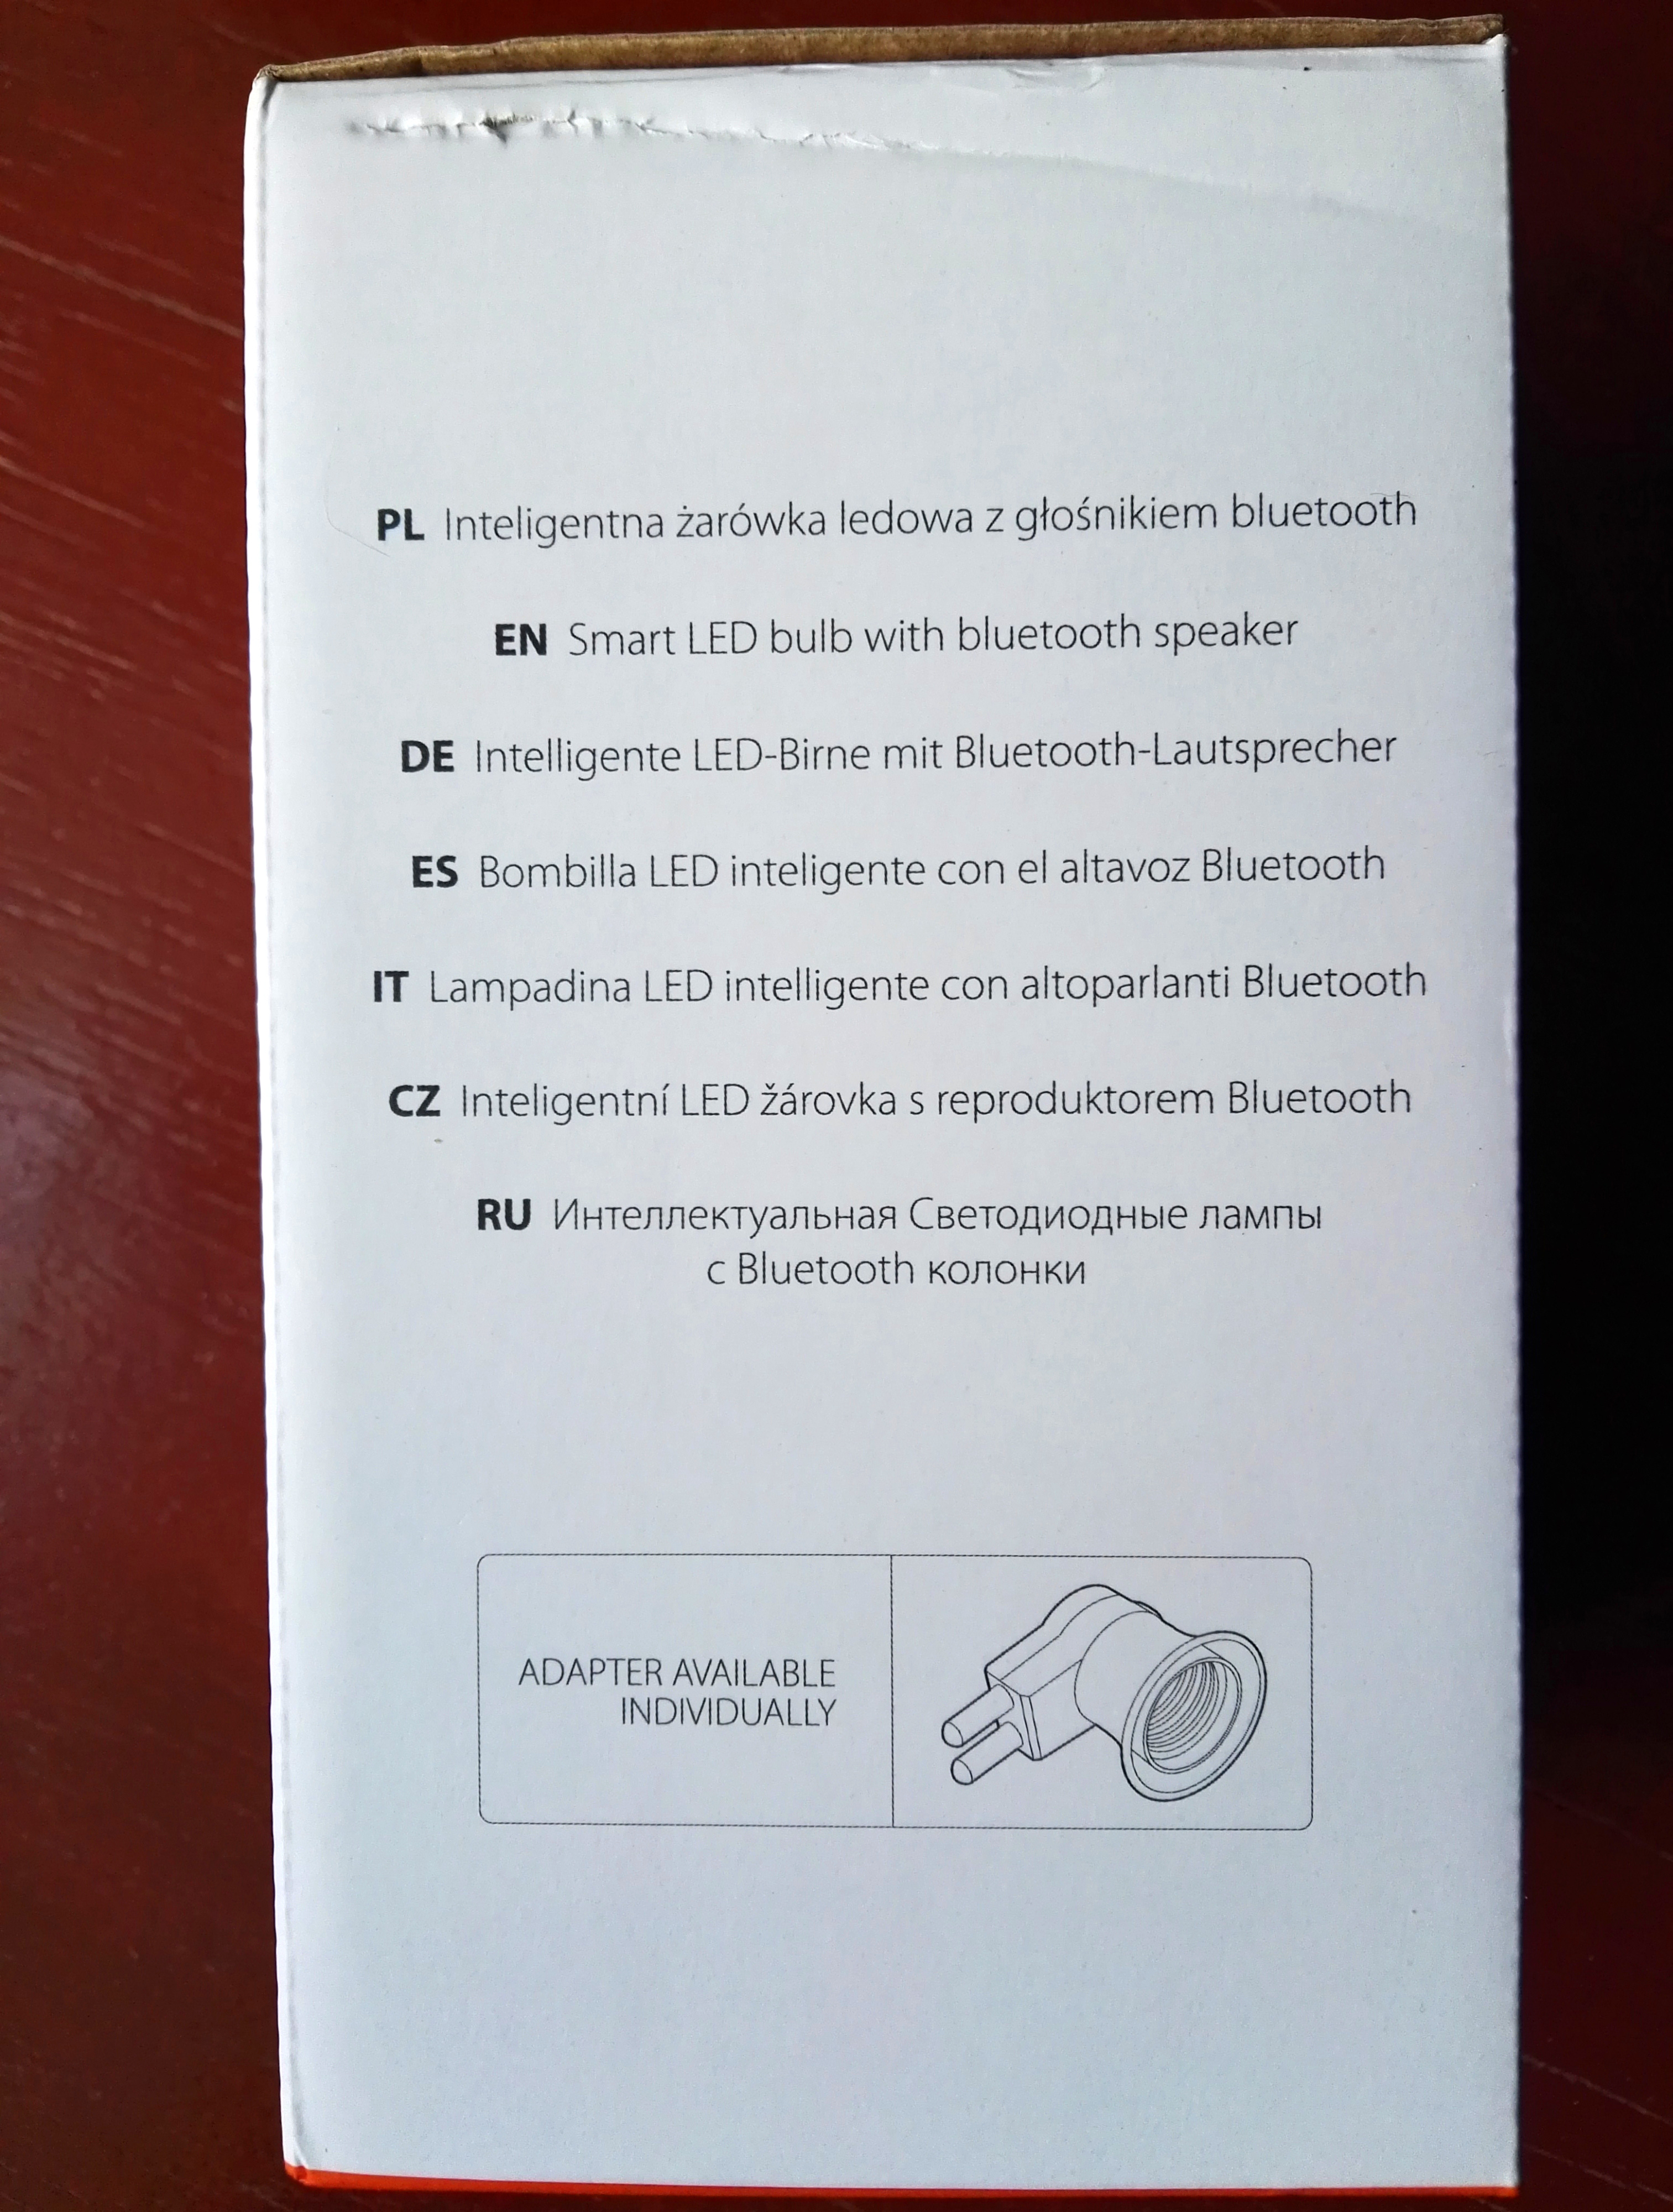 PL Inteligentna żarówka ledowa z głośnikiem bluetooth
EN Smart LED bulb with bluetooth speaker
DE Intelligente LED-Birne mit Bluetooth-Lautsprecher
ES Bombilla LED inteligente con el altavoz Bluetooth
IT Lampadina LED intelligente con altoparlanti Bluetooth
CZ Inteligentní LED žárovka s reproduktorem Bluetooth
RU Интеллектуальная Светодиодные лампы
с Bluetooth колонки
ADAPTER AVAILABLE
INDIVIDUALLY